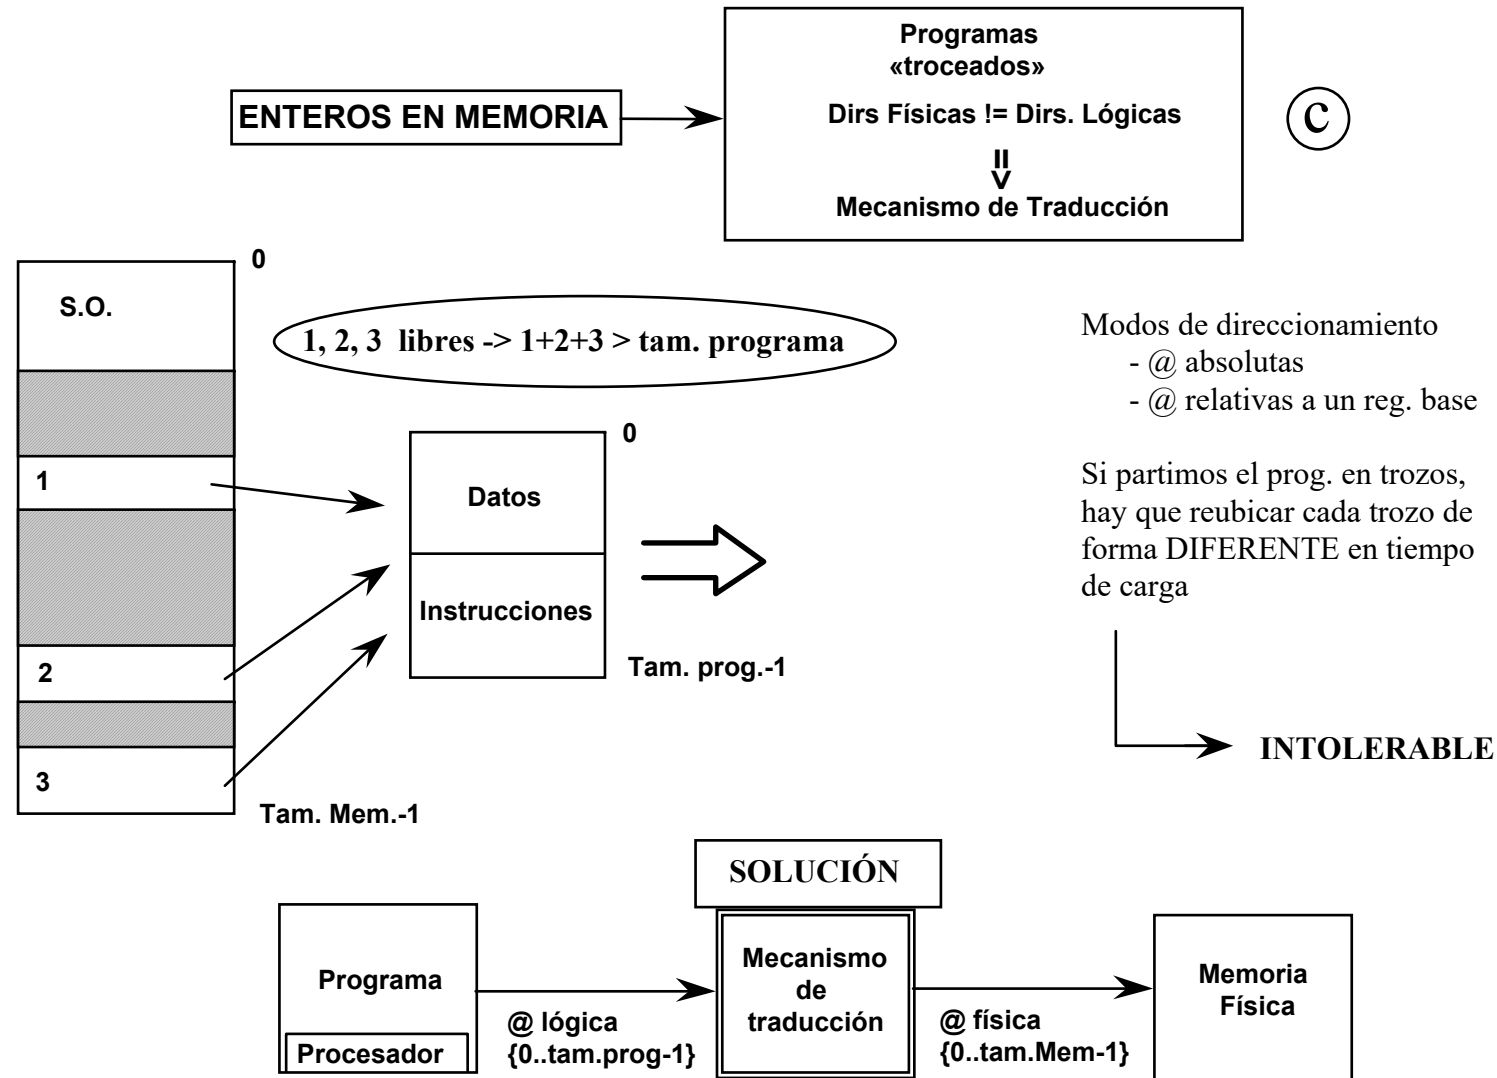 Programas
«troceados»
ENTEROS EN MEMORIA
Dirs Físicas != Dirs. Lógicas
=>
Mecanismo de Traducción
C
0
S.O.
1, 2, 3 libres -> 1+2+3 > tam. programa
1
2
3
Tam. Mem.-1
0
Datos
Instrucciones
Tam. prog.-1
Modos de direccionamiento
- @ absolutas
- @ relativas a un reg. base
Si partimos el prog. en trozos,
hay que reubicar cada trozo de
forma DIFERENTE en tiempo
de carga
INTOLERABLE
SOLUCIÓN
Programa
Procesador
@ lógica
{0..tam.prog-1}
Mecanismo
de
traducción
@ física
{0..tam.Mem-1}
Memoria
Física